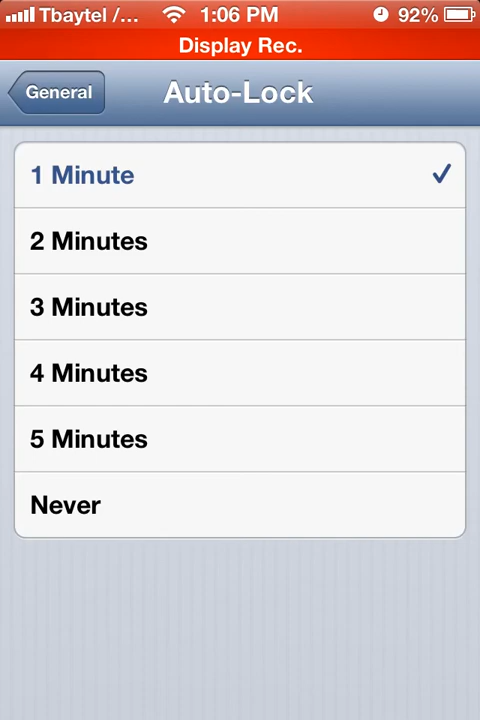 Tbaytel /... 1:06 PM 92%
Display Rec.
General Auto-Lock
1 Minute
2 Minutes
3 Minutes
4 Minutes
5 Minutes
Never